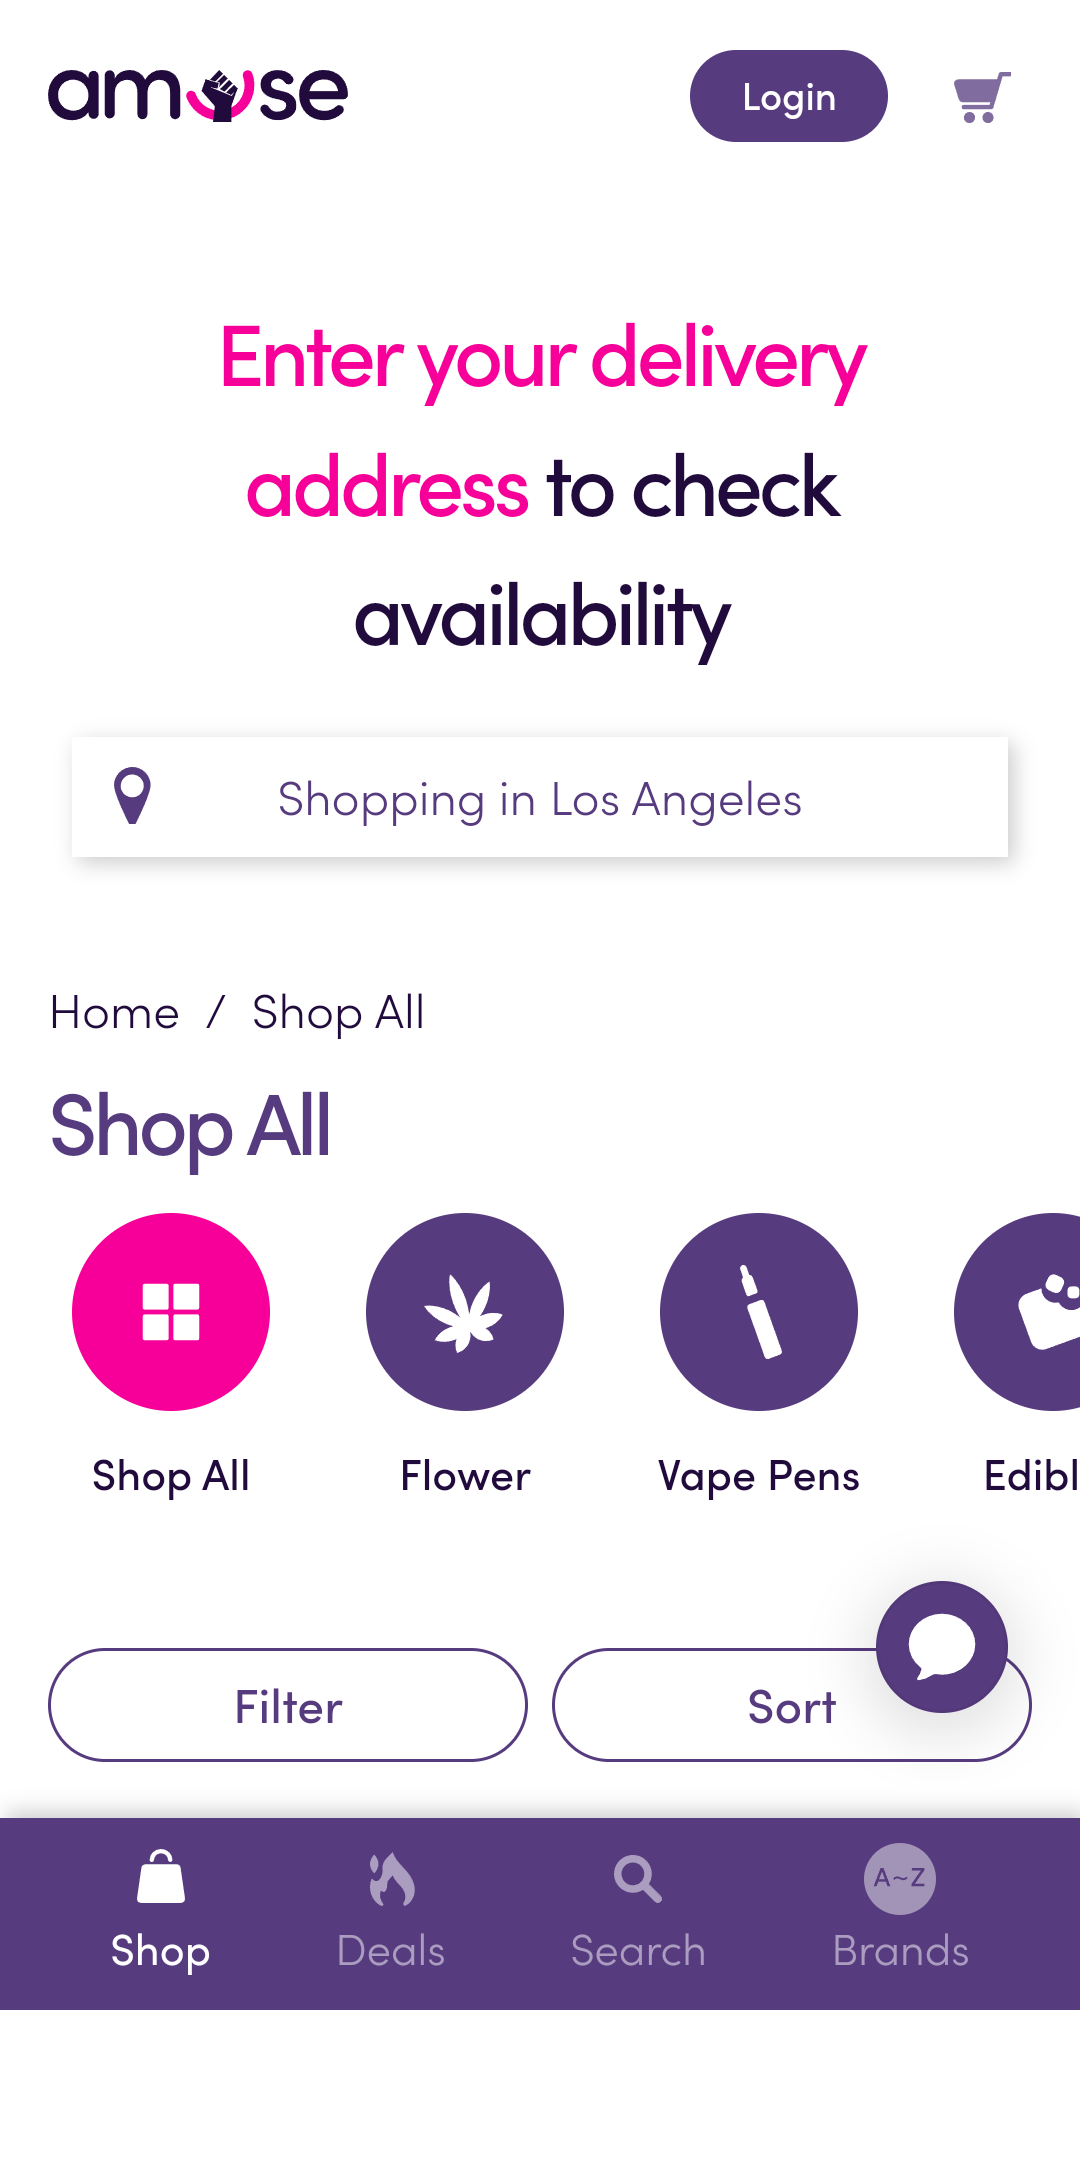 amuse
Login
Enter your delivery
address to check
availability
Shopping in Los Angeles
Home / Shop All
Shop All
Shop All
Flower
Vape Pens
Edibl
Filter
Sort
A~Z
Shop
Deals
Search
Brands